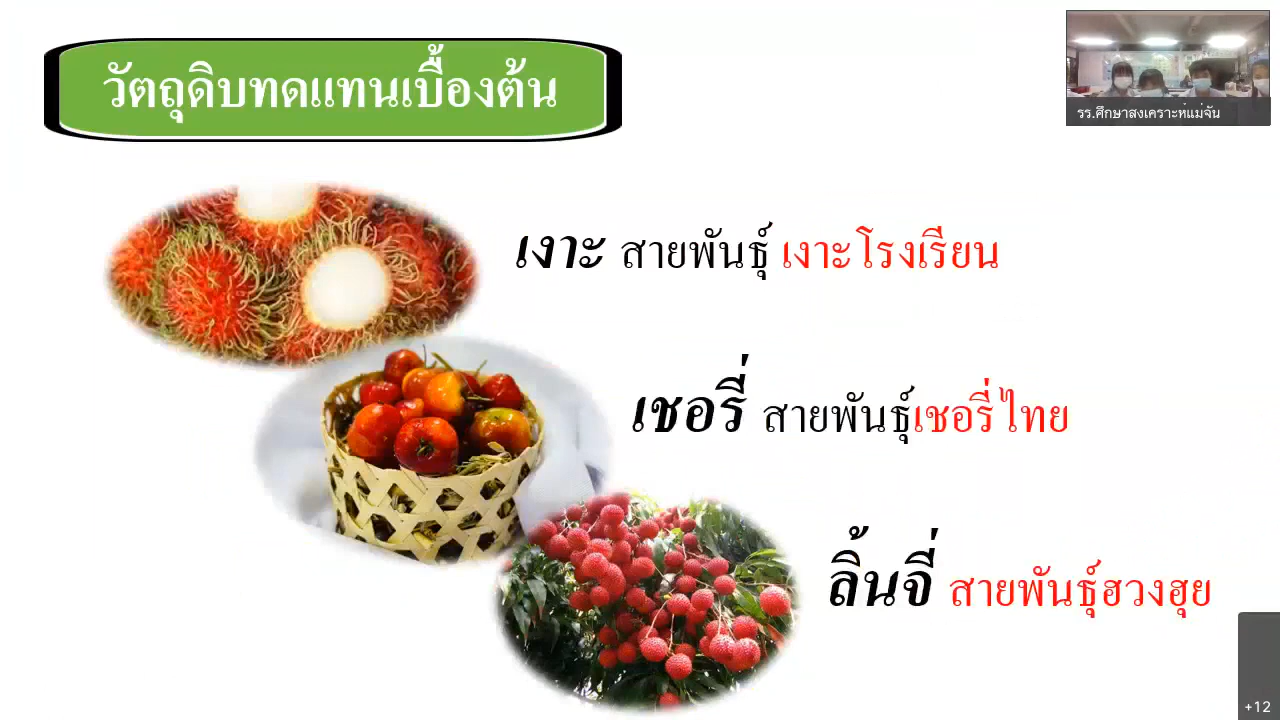 วัตถุดิบทดแทนเบื้องต้น
รร.ศึกษาสงเคราะห์แม่จัน
เงาะ สายพันธุ์ เงาะโรงเรียน
เชอรี่ สายพันธุ์เชอรี่ไทย
ลิ้นจี่ สายพันธุ์ฮวงฮุย
+12